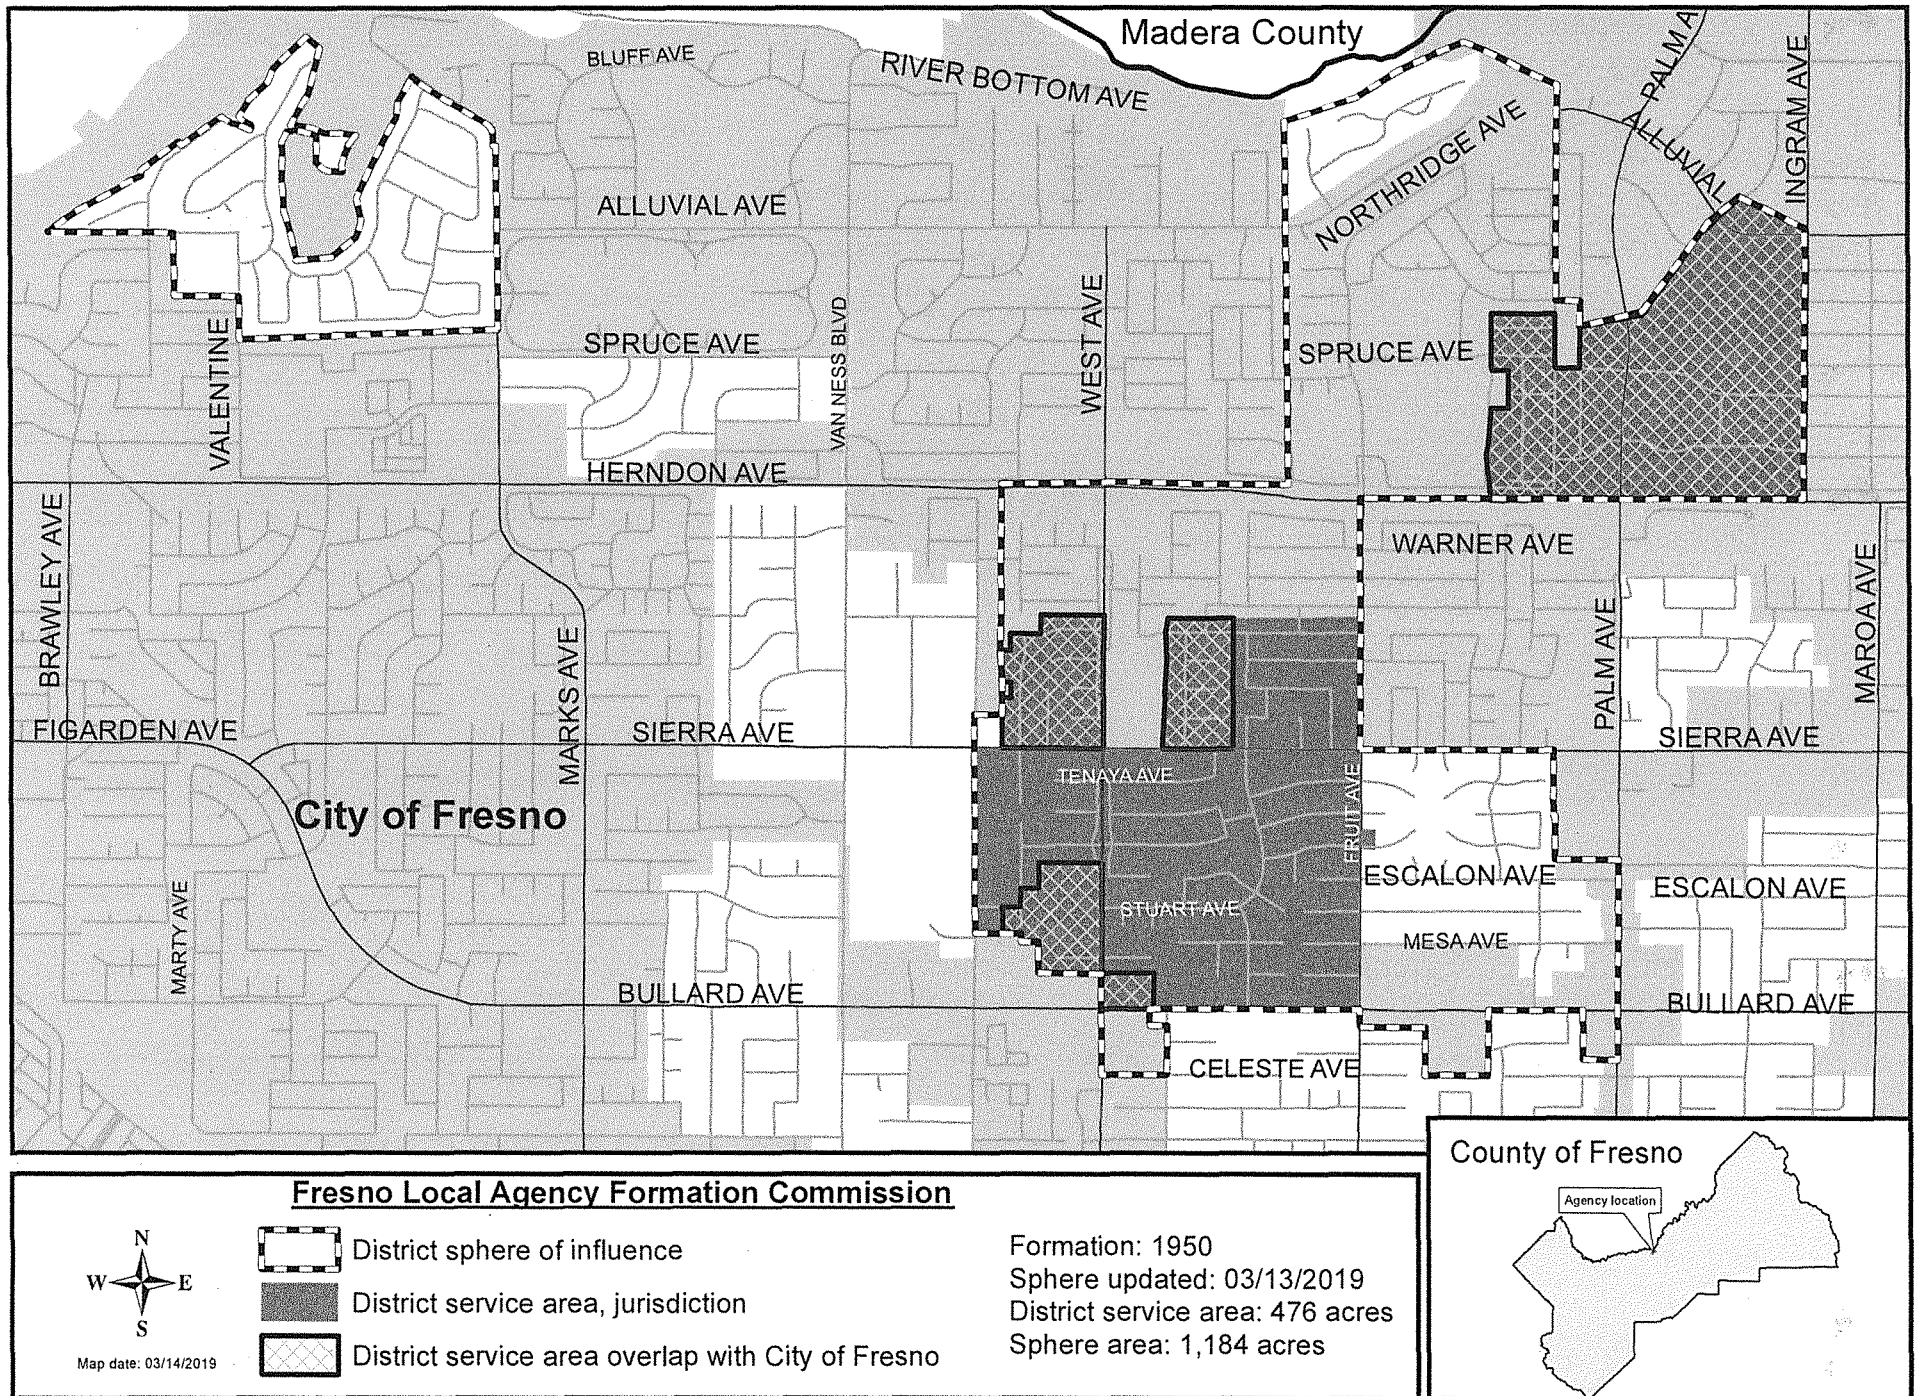 Madera County
BLUFF AVE
RIVER BOTTOM AVE
PALM A
INGRAM AVE
ALLUVIAL
NORTHRIDGE AVE
ALLUVIAL AVE
VALENTINE
SPRUCE AVE
VAN NESS BLVD
WEST AVE
SPRUCE AVE
HERNDON AVE
BRAWLEY AVE
WARNER AVE
MARKS AVE
PALM AVE
MAROA AVE
FIGARDEN AVE
SIERRA AVE
SIERRA AVE
TENAYA AVE
FRUIT AVE
City of Fresno
ESCALON AVE
ESCALON AVE
MARTY AVE
STUART AVE
MESA AVE
BULLARD AVE
BULLARD AVE
CELESTE AVE
County of Fresno
Agency location
Fresno Local Agency Formation Commission
N
W E
S
Map date: 03/14/2019
District sphere of influence
District service area, jurisdiction
District service area overlap with City of Fresno
Formation: 1950
Sphere updated: 03/13/2019
District service area: 476 acres
Sphere area: 1,184 acres